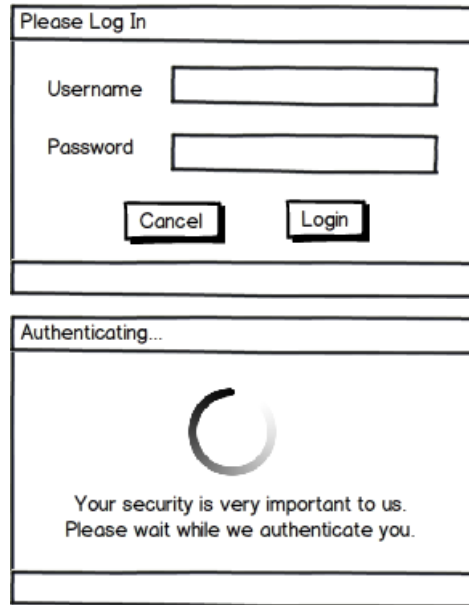 Please Log In
Username
Password
Cancel
Login
Authenticating...
Your security is very important to us.
Please wait while we authenticate you.